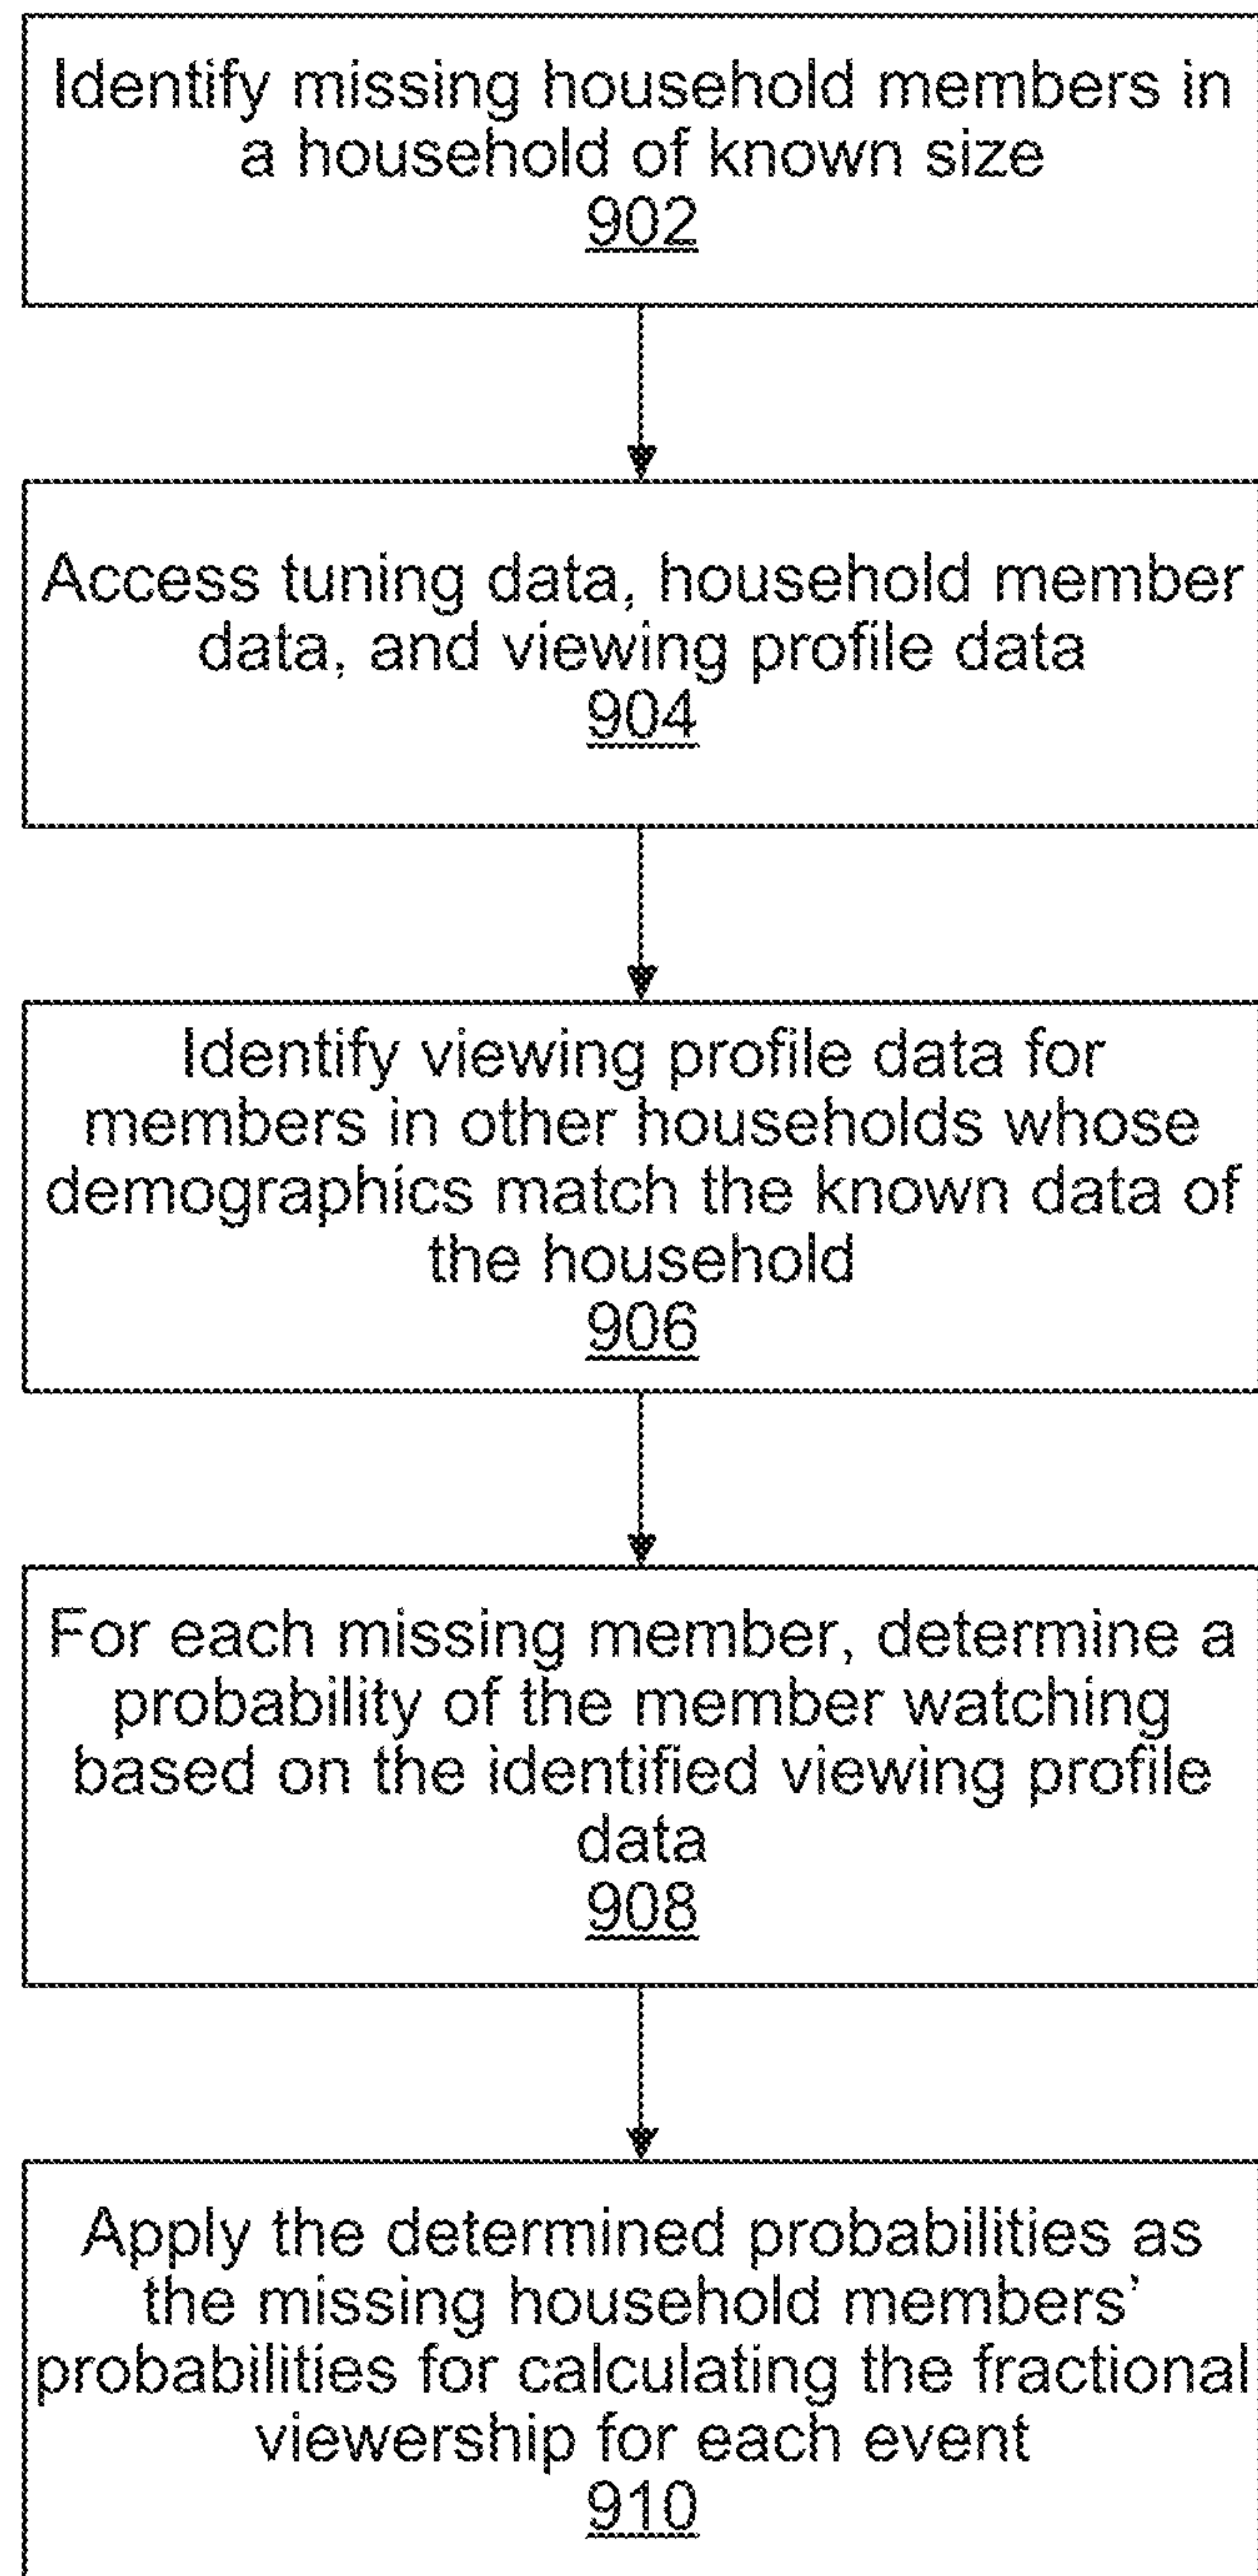 Identify missing household members in
a household of known size
902
Access tuning data, household member
data, and viewing profile data
904
Identify viewing profile data for
members in other households whose
demographics match the known data of
the household
906
For each missing member, determine a
probability of the member watching
based on the identified viewing profile
data
908
Apply the determined probabilities as
the missing household members’
probabilities for calculating the fractional
viewership for each event
910